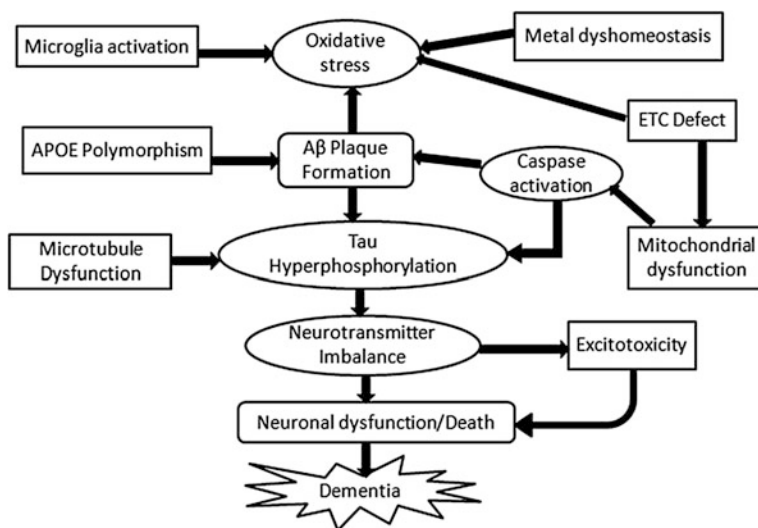 Microglia activation
Oxidative
stress
Metal dyshomeostasis
ETC Defect
APOE Polymorphism
Aβ Plaque
Formation
Caspase
activation
Microtubule
Dysfunction
Tau
Hyperphosphorylation
Mitochondrial
dysfunction
Neurotransmitter
Imbalance
Excitotoxicity
Neuronal dysfunction/Death
Dementia